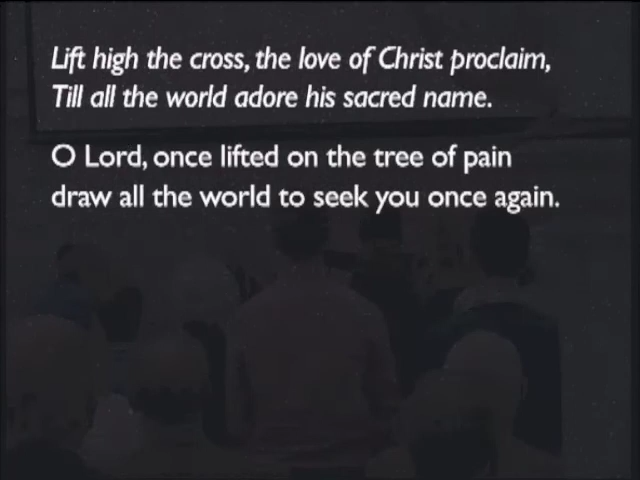 Lift high the cross, the love of Christ proclaim,
Till all the world adore his sacred name.
O Lord, once lifted on the tree of pain
draw all the world to seek you once again.